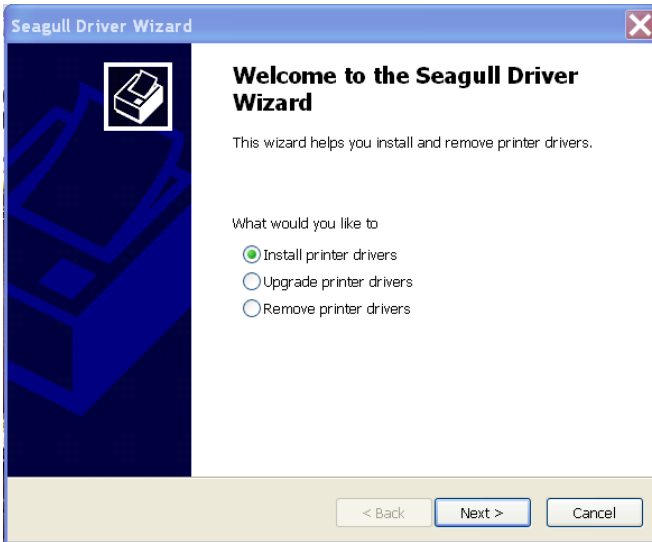 Seagull Driver Wizard
Welcome to the Seagull Driver
Wizard
This wizard helps you install and remove printer drivers.
What would you like to
Install printer drivers
Upgrade printer drivers
Remove printer drivers
< Back
Next >
Cancel